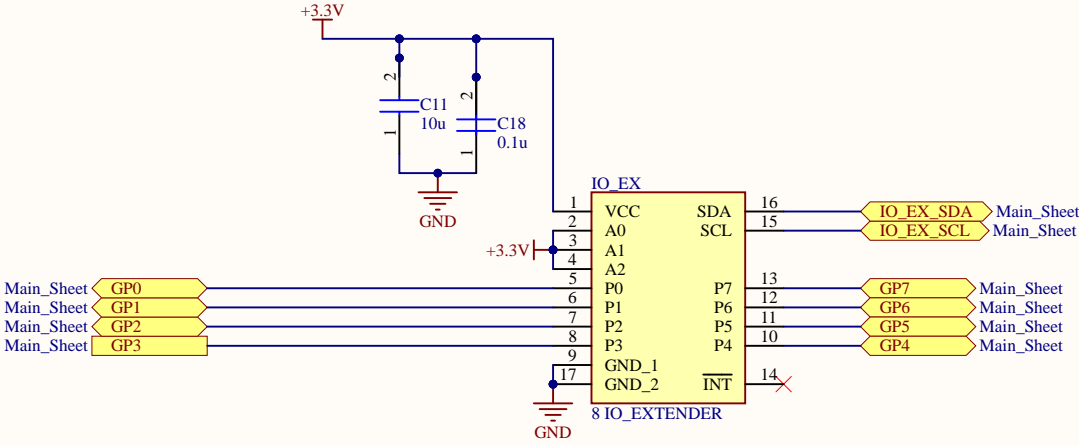 +3.3V
2
C11
10u
1
2
C18
0.1u
1
GND
IO_EX
1 VCC SDA 16 IO_EX_SDA Main_Sheet
2 A0 SCL 15 IO_EX_SCL Main_Sheet
+3.3V 3 A1
4 A2
Main_Sheet GP0 5 P0 P7 13 GP7 Main_Sheet
Main_Sheet GP1 6 P1 P6 12 GP6 Main_Sheet
Main_Sheet GP2 7 P2 P5 11 GP5 Main_Sheet
Main_Sheet GP3 8 P3 P4 10 GP4 Main_Sheet
9 GND_1
17 GND_2 INT 14
8 IO_EXTENDER
GND